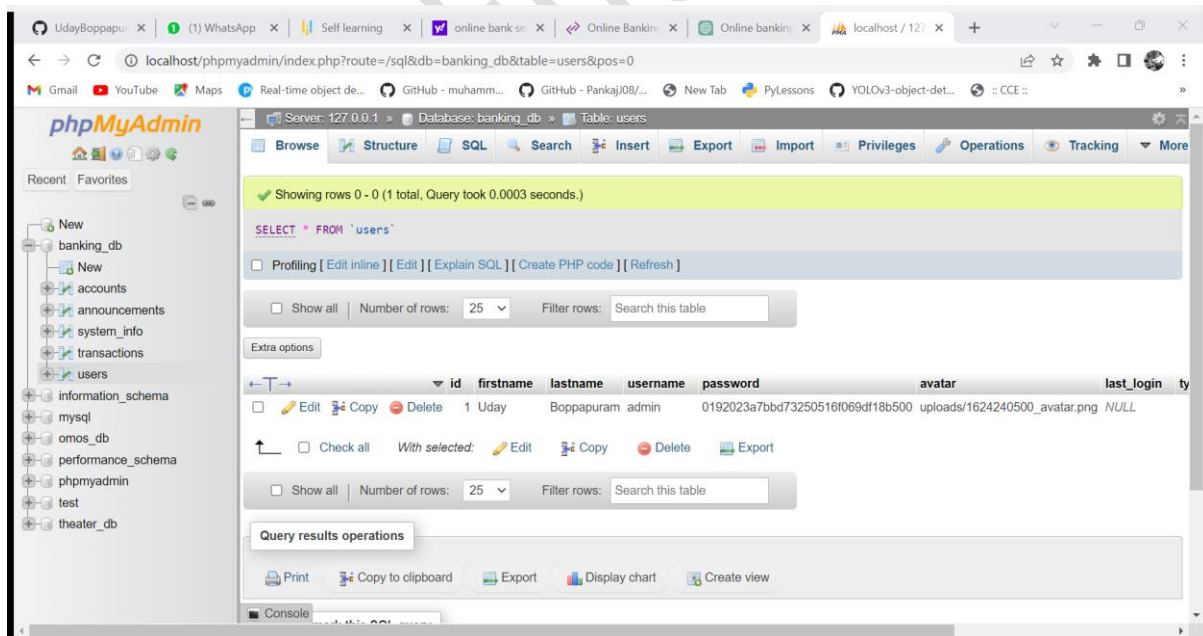 UdayBoppapu
(1) WhatsApp
Self learning
online bank se
Online Banking
Online banking
localhost / 127
localhost/phpmyadmin/index.php?route=/sql&db=banking_db&table=users&pos=0
Gmail YouTube Maps Real-time object de... GitHub - muhamm... GitHub - PankajJ08/... New Tab PyLessons YOLOv3-object-det... :: CCE :: »
phpMyAdmin
Recent Favorites
New
banking_db
New
accounts
announcements
system_info
transactions
users
information_schema
mysql
omos_db
performance_schema
phpmyadmin
test
theater_db
Server: 127.0.0.1 » Database: banking_db » Table: users
Browse Structure SQL Search Insert Export Import Privileges Operations Tracking More
Showing rows 0 - 0 (1 total, Query took 0.0003 seconds.)
SELECT * FROM `users`
Profiling [ Edit inline ] [ Edit ] [ Explain SQL ] [ Create PHP code ] [ Refresh ]
Show all | Number of rows: 25 Filter rows: Search this table
Extra options
←T→ id firstname lastname username password avatar last_login ty
Edit Copy Delete 1 Uday Boppapuram admin 0192023a7bbd73250516f069df18b500 uploads/1624240500_avatar.png NULL
Check all With selected: Edit Copy Delete Export
Show all | Number of rows: 25 Filter rows: Search this table
Query results operations
Print Copy to clipboard Export Display chart Create view
Console